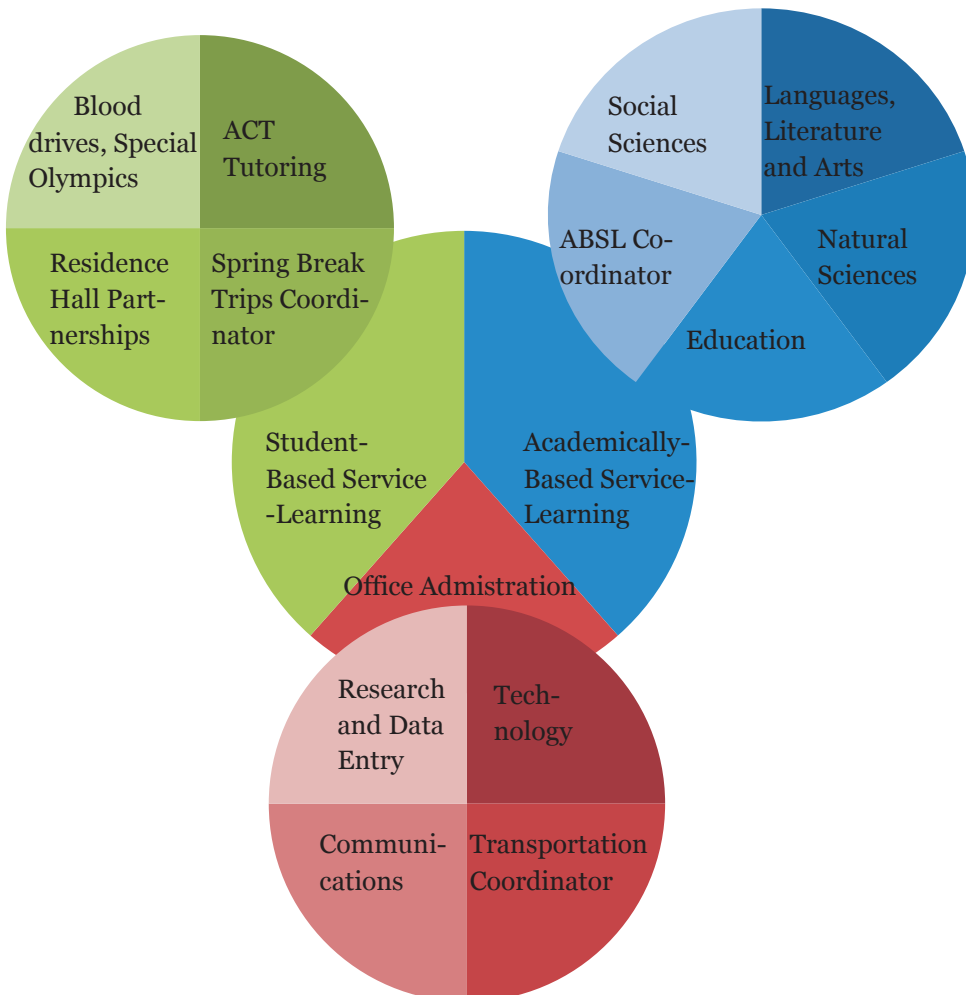 Blood
drives, Special
Olympics
ACT
Tutoring
Residence
Hall Part-
nerships
Spring Break
Trips Coordi-
nator
Social
Sciences
Languages,
Literature
and Arts
ABSL Co-
ordinator
Natural
Sciences
Education
Student-
Based Service
-Learning
Academically-
Based Service-
Learning
Office Admistration
Research
and Data
Entry
Tech-
nology
Communi-
cations
Transportation
Coordinator